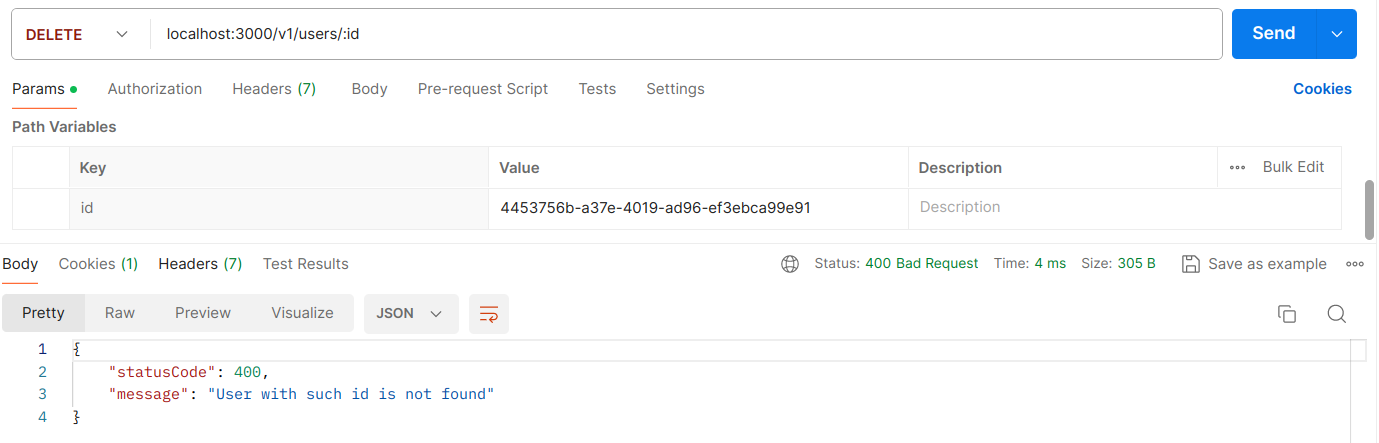 DELETE localhost:3000/v1/users/:id Send
Params Authorization Headers (7) Body Pre-request Script Tests Settings Cookies
Path Variables
Key Value Description Bulk Edit
id 4453756b-a37e-4019-ad96-ef3ebca99e91 Description
Body Cookies (1) Headers (7) Test Results Status: 400 Bad Request Time: 4 ms Size: 305 B Save as example
Pretty Raw Preview Visualize JSON
1 {
2 "statusCode": 400,
3 "message": "User with such id is not found"
4 }